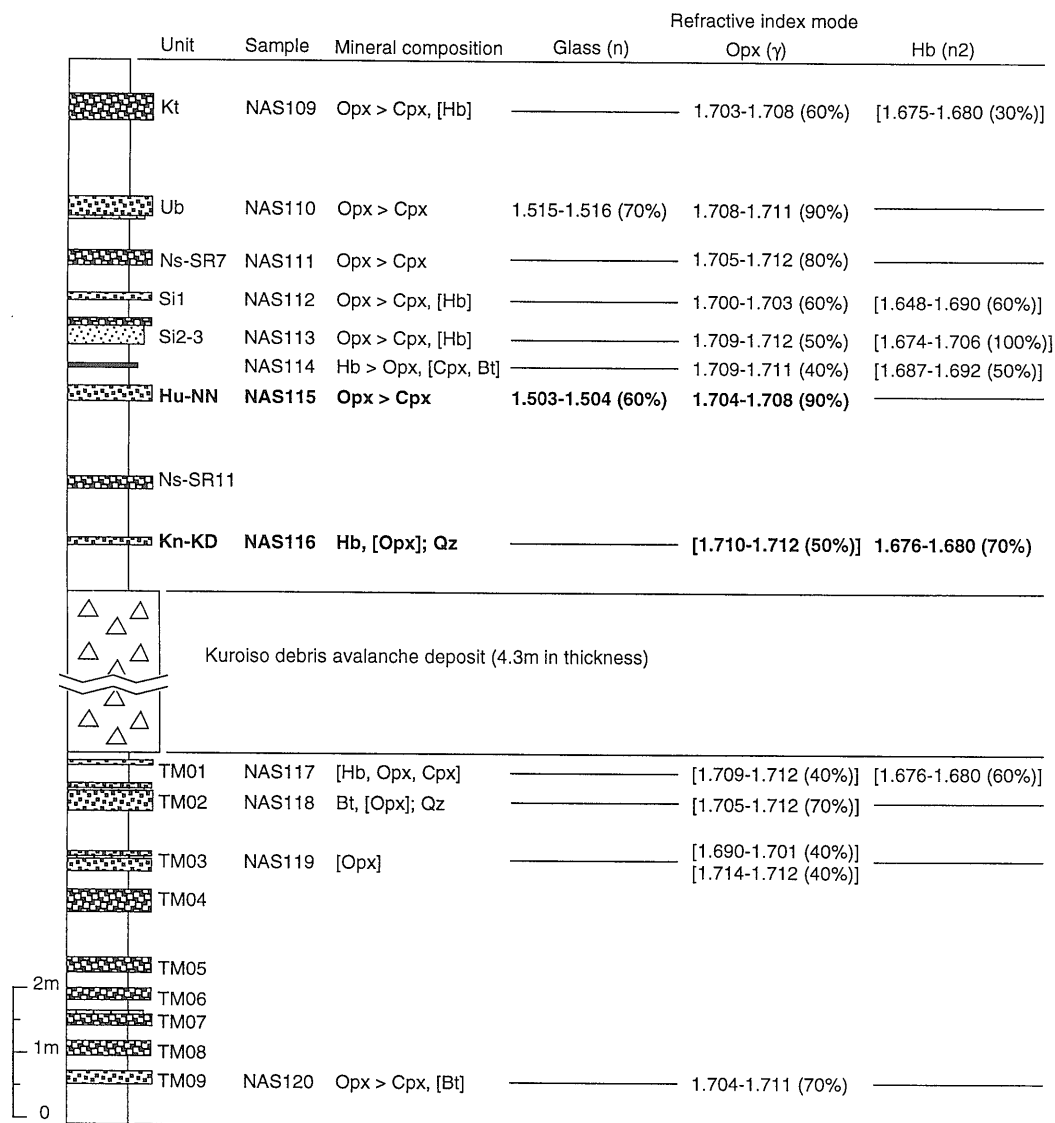 Refractive index mode
Unit Sample Mineral composition Glass (n) Opx (γ) Hb (n2)
Kt NAS109 Opx > Cpx, [Hb] 1.703-1.708 (60%) [1.675-1.680 (30%)]
Ub NAS110 Opx > Cpx 1.515-1.516 (70%) 1.708-1.711 (90%)
Ns-SR7 NAS111 Opx > Cpx 1.705-1.712 (80%)
Si1 NAS112 Opx > Cpx, [Hb] 1.700-1.703 (60%) [1.648-1.690 (60%)]
Si2-3 NAS113 Opx > Cpx, [Hb] 1.709-1.712 (50%) [1.674-1.706 (100%)]
NAS114 Hb > Opx, [Cpx, Bt] 1.709-1.711 (40%) [1.687-1.692 (50%)]
Hu-NN NAS115 Opx > Cpx 1.503-1.504 (60%) 1.704-1.708 (90%)
Ns-SR11
Kn-KD NAS116 Hb, [Opx]; Qz [1.710-1.712 (50%)] 1.676-1.680 (70%)
Kuroiso debris avalanche deposit (4.3m in thickness)
TM01 NAS117 [Hb, Opx, Cpx] [1.709-1.712 (40%)] [1.676-1.680 (60%)]
TM02 NAS118 Bt, [Opx]; Qz [1.705-1.712 (70%)]
TM03 NAS119 [Opx] [1.690-1.701 (40%)]
[1.714-1.712 (40%)]
TM04
TM05
2m
TM06
TM07
1m TM08
TM09 NAS120 Opx > Cpx, [Bt] 1.704-1.711 (70%)
0